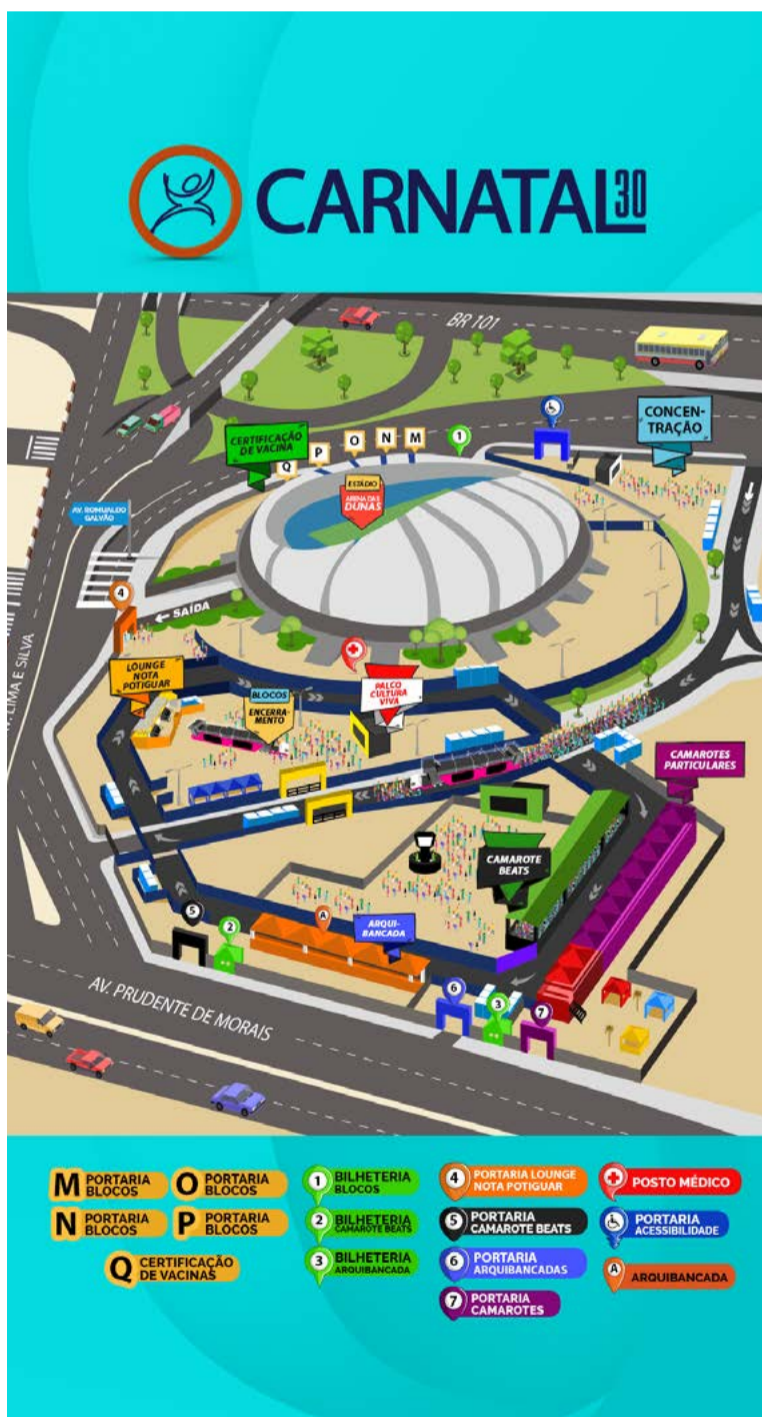 CARNATAL 30
BR 101
CONCEN-
TRAÇÃO
CERTIFICAÇÃO
DE VACINA
Q
P
O
N
M
1
ESTÁDIO
ARENA DAS
DUNAS
AV. ROMUALDO
GALVÃO
4
← SAÍDA
LIMA E SILVA
LOUNGE
NOTA
POTIGUAR
BLOCOS
ENCERRA-
MENTO
PALCO
CULTURA
VIVA
CAMAROTES
PARTICULARES
CAMAROTE
BEATS
5
2
A
ARQUI-
BANCADA
6
3
7
AV. PRUDENTE DE MORAIS
M PORTARIA
BLOCOS
O PORTARIA
BLOCOS
N PORTARIA
BLOCOS
P PORTARIA
BLOCOS
Q CERTIFICAÇÃO
DE VACINAS
1 BILHETERIA
BLOCOS
2 BILHETERIA
CAMAROTE BEATS
3 BILHETERIA
ARQUIBANCADA
4 PORTARIA LOUNGE
NOTA POTIGUAR
5 PORTARIA
CAMAROTE BEATS
6 PORTARIA
ARQUIBANCADAS
7 PORTARIA
CAMAROTES
POSTO MÉDICO
PORTARIA
ACESSIBILIDADE
A ARQUIBANCADA